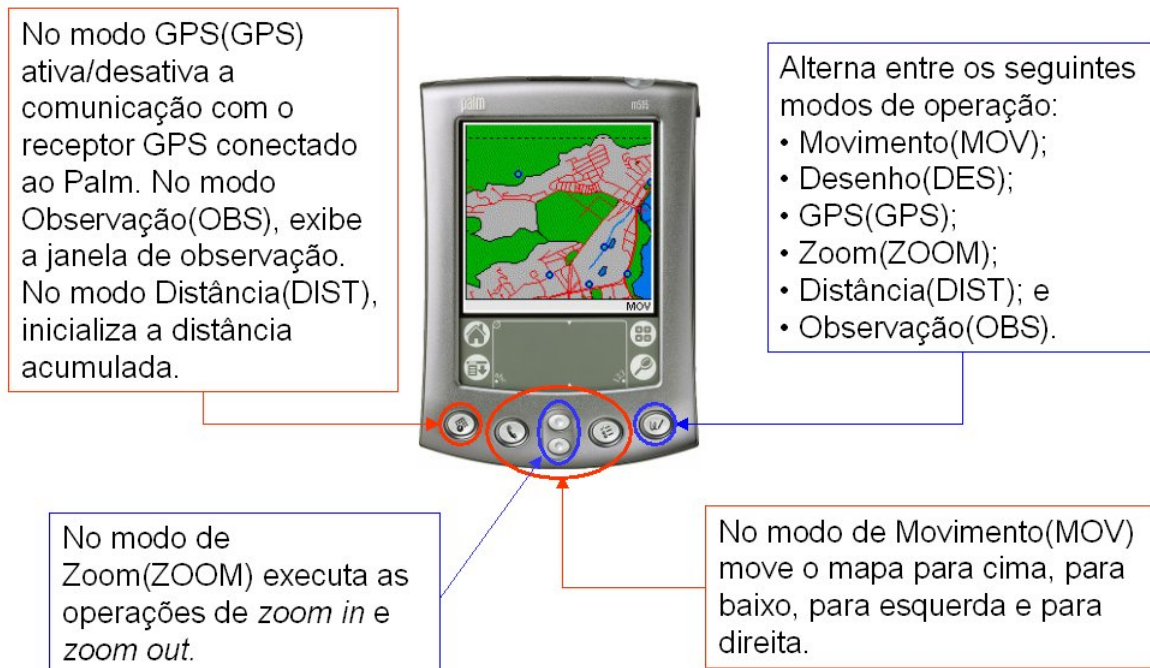 No modo GPS(GPS)
ativa/desativa a
comunicação com o
receptor GPS conectado
ao Palm. No modo
Observação(OBS), exibe
a janela de observação.
No modo Distância(DIST),
inicializa a distância
acumulada.
Alterna entre os seguintes
modos de operação:
• Movimento(MOV);
• Desenho(DES);
• GPS(GPS);
• Zoom(ZOOM);
• Distância(DIST); e
• Observação(OBS).
palm m515
MOV
No modo de
Zoom(ZOOM) executa as
operações de zoom in e
zoom out.
No modo de Movimento(MOV)
move o mapa para cima, para
baixo, para esquerda e para
direita.